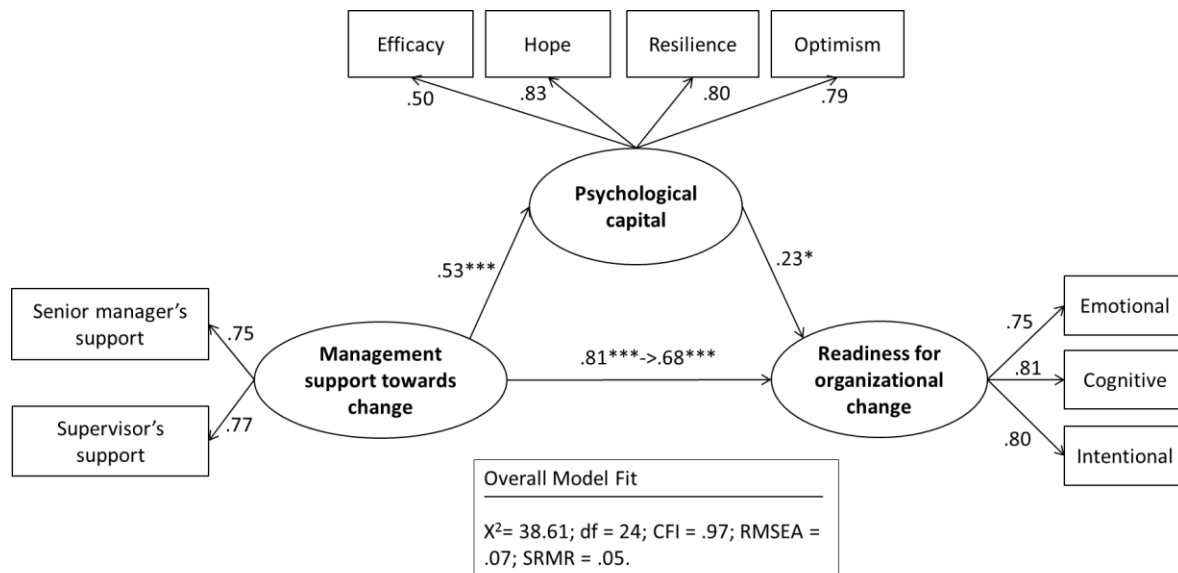 Efficacy
Hope
Resilience
Optimism
.50
.83
.80
.79
Psychological
capital
.53***
.23*
Senior manager’s
support
.75
Supervisor’s
support
.77
Management
support towards
change
.81***->.68***
Readiness for
organizational
change
.75
Emotional
.81
Cognitive
.80
Intentional
Overall Model Fit
X²= 38.61; df = 24; CFI = .97; RMSEA =
.07; SRMR = .05.